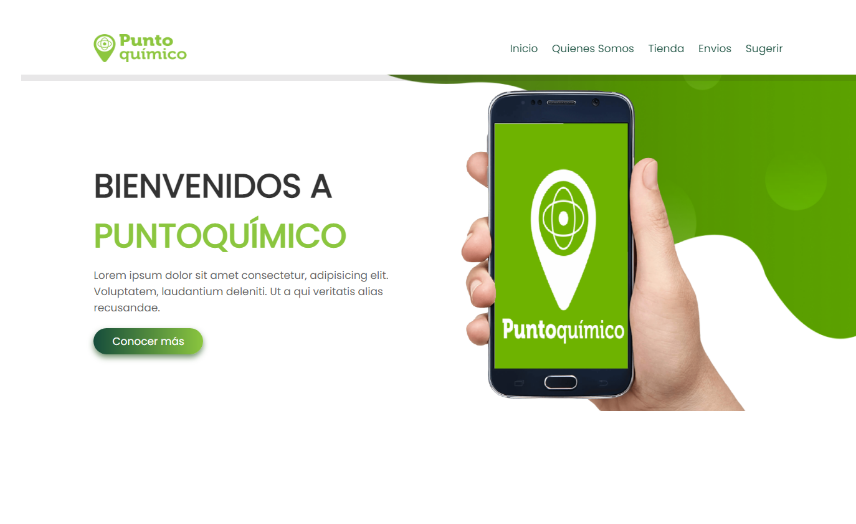 Punto
químico
Inicio Quienes Somos Tienda Envios Sugerir
BIENVENIDOS A
PUNTOQUÍMICO
Lorem ipsum dolor sit amet consectetur, adipisicing elit.
Voluptatem, laudantium deleniti. Ut a qui veritatis alias
recusandae.
Conocer más
Puntoquímico